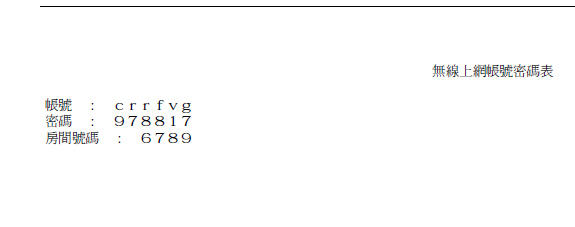 無線上網帳號密碼表
帳號 : ｃｒｒｆｖｇ
密碼 : ９７８８１７
房間號碼 : ６７８９